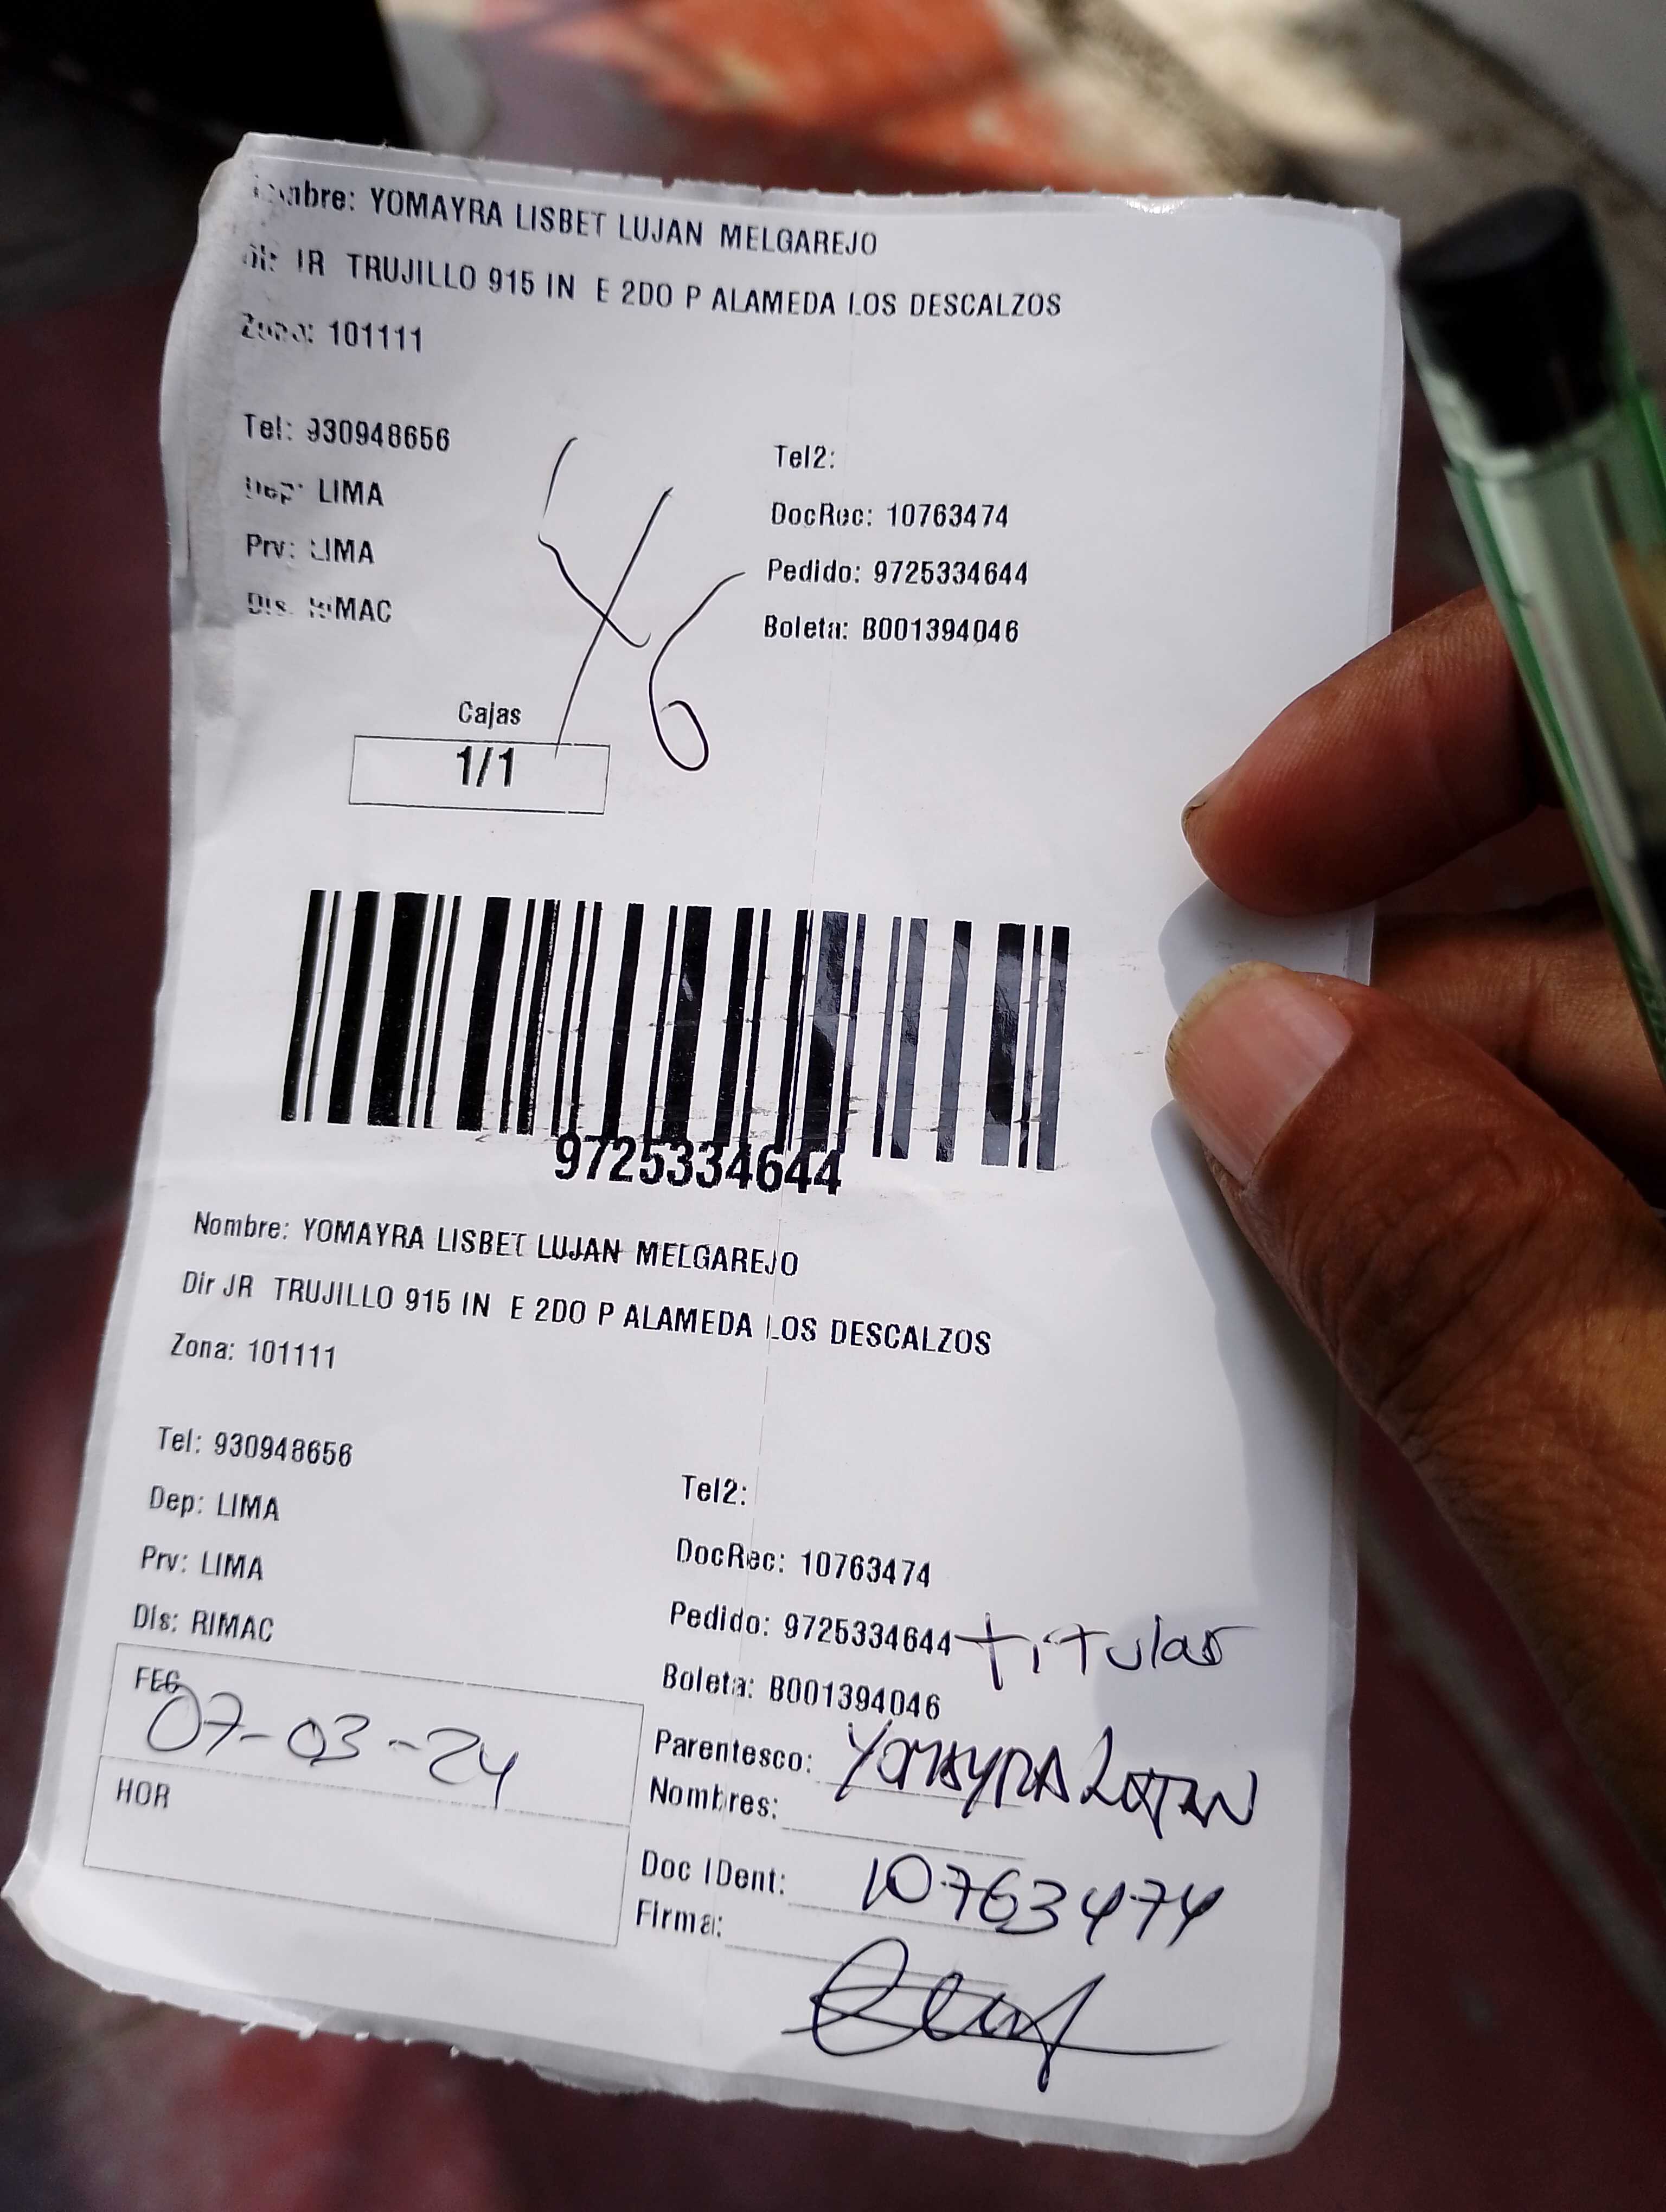 Nombre: YOMAYRA LISBET LUJAN MELGAREJO
Dir JR TRUJILLO 915 IN E 2DO P ALAMEDA LOS DESCALZOS
Zona: 101111
Tel: 930948656
Tel2:
Dep: LIMA
DocRec: 10763474
Prv: LIMA
Pedido: 9725334644
Dis: RIMAC
Boleta: B001394046
Cajas
1/1
9725334644
Nombre: YOMAYRA LISBET LUJAN MELGAREJO
Dir JR TRUJILLO 915 IN E 2DO P ALAMEDA LOS DESCALZOS
Zona: 101111
Tel: 930948656
Tel2:
Dep: LIMA
DocRec: 10763474
Prv: LIMA
Pedido: 9725334644 titular
Dis: RIMAC
Boleta: B001394046
FEC
07-03-24
HOR
Parentesco: YOMAYRA
Nombres:
Doc IDent: 10763474
Firma: